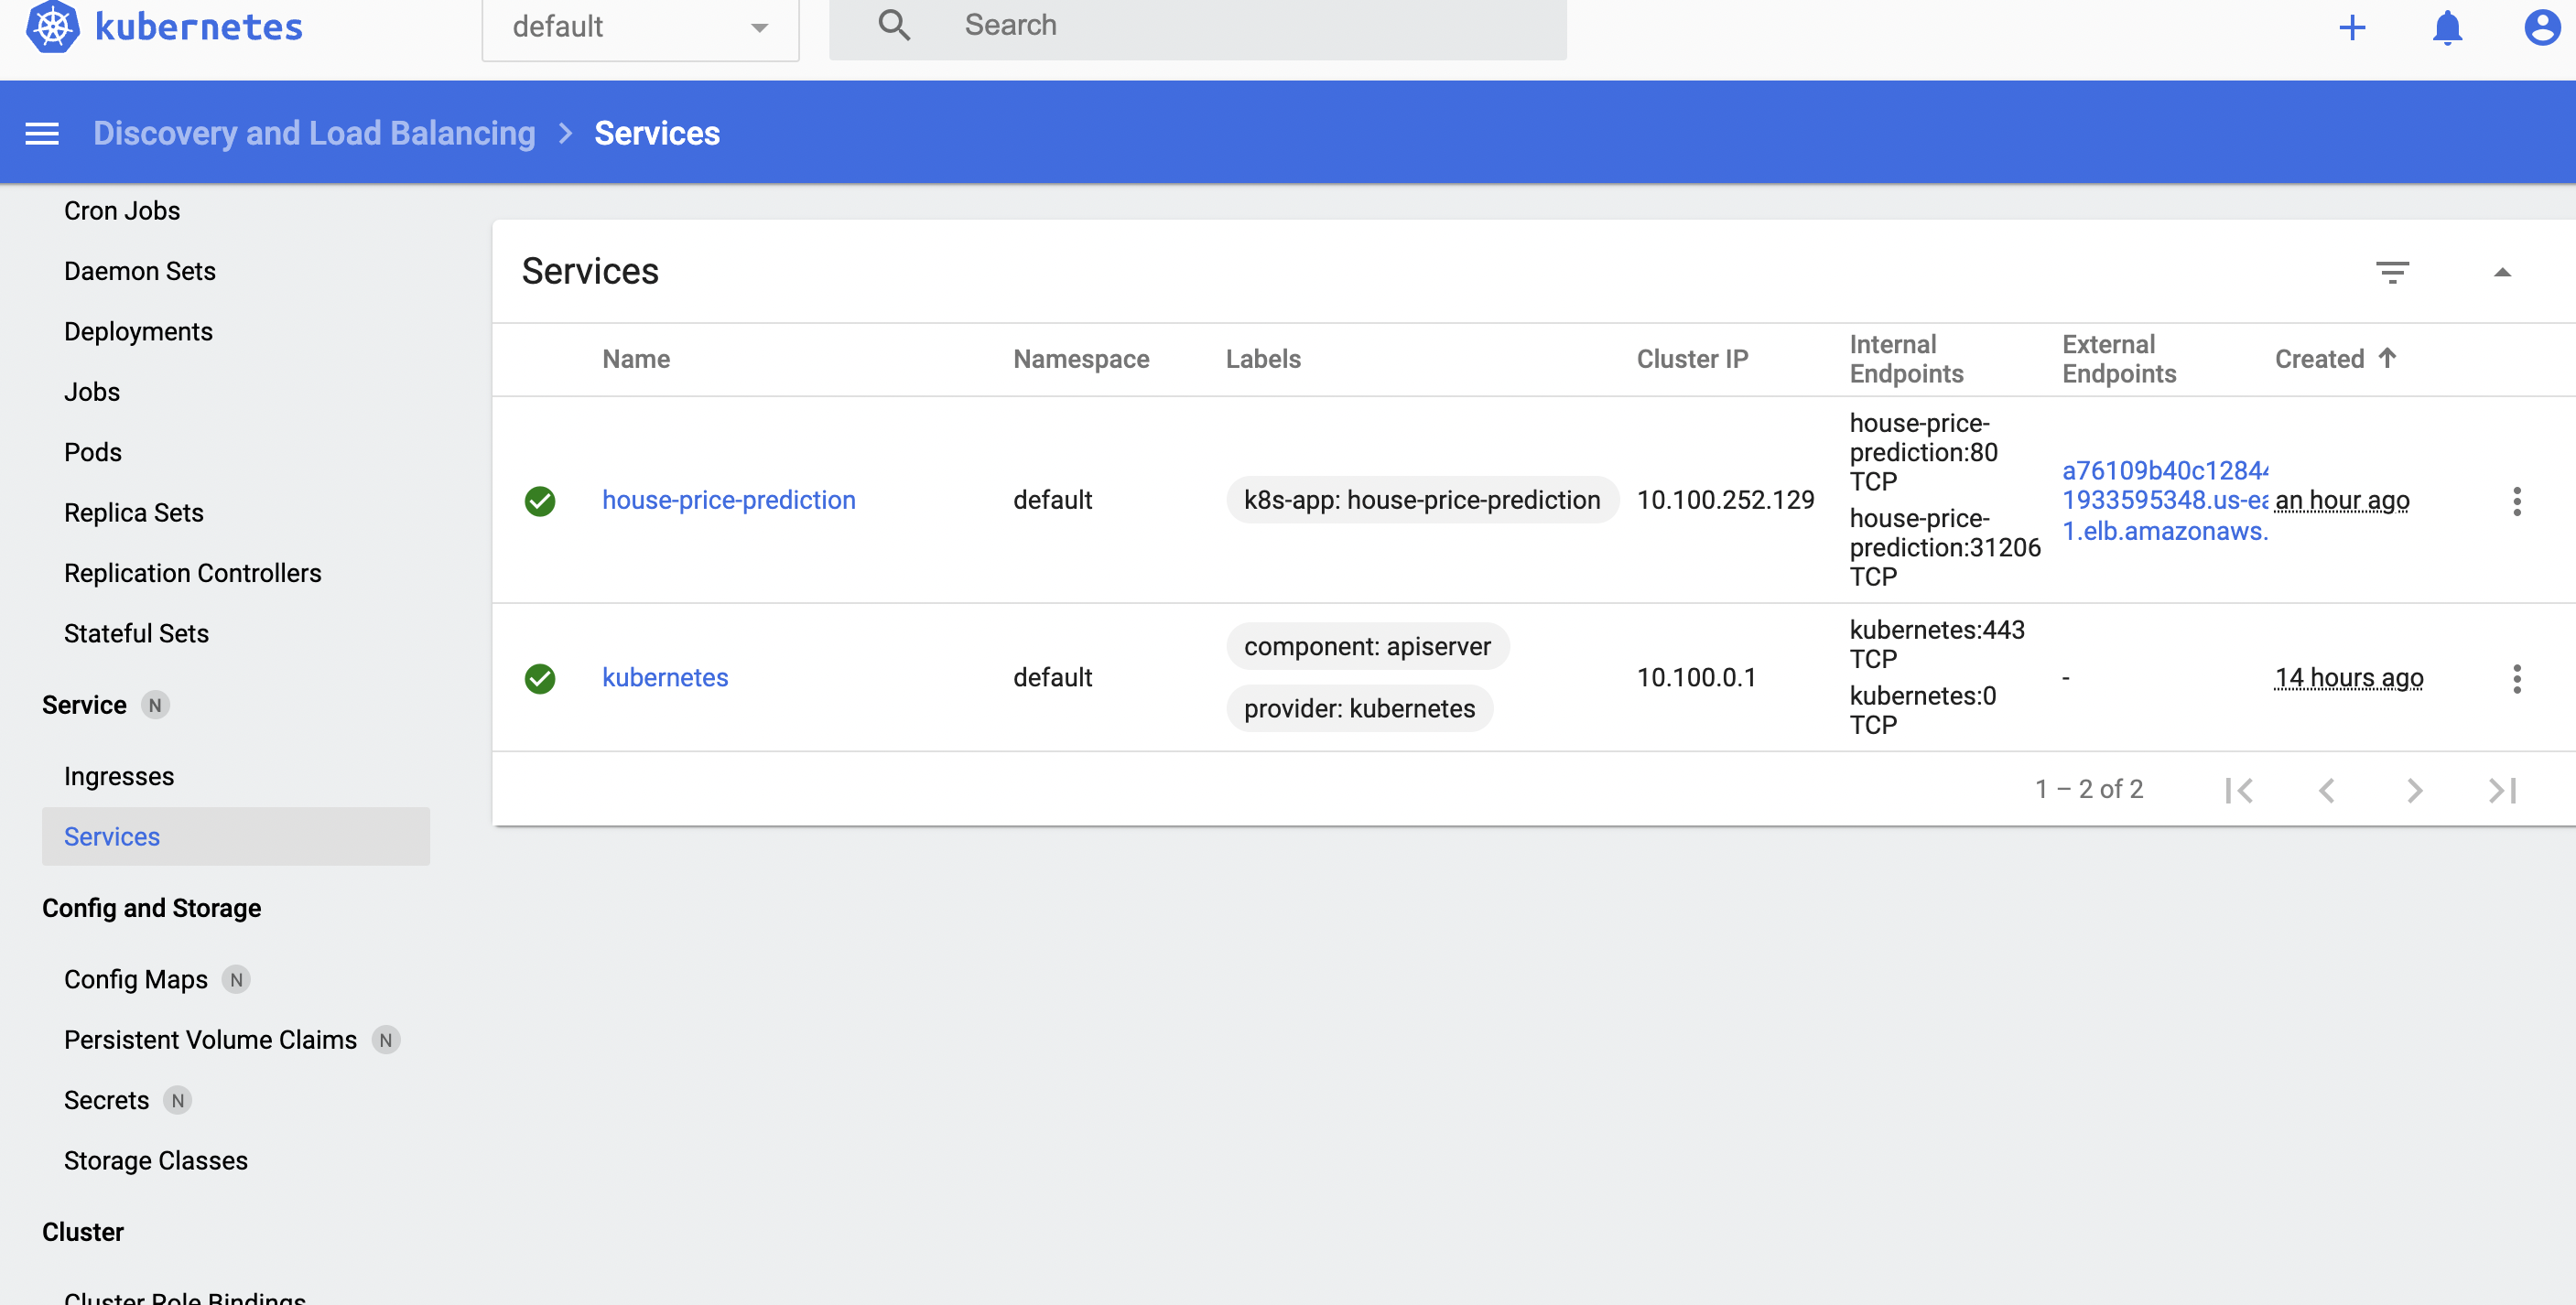 kubernetes
default
Search
Discovery and Load Balancing > Services
Cron Jobs
Daemon Sets
Deployments
Jobs
Pods
Replica Sets
Replication Controllers
Stateful Sets
Service N
Ingresses
Services
Config and Storage
Config Maps N
Persistent Volume Claims N
Secrets N
Storage Classes
Cluster
Cluster Role Bindings
Services
Name
Namespace
Labels
Cluster IP
Internal
Endpoints
External
Endpoints
Created
house-price-prediction
default
k8s-app: house-price-prediction
10.100.252.129
house-price-
prediction:80
TCP
house-price-
prediction:31206
TCP
a76109b40c1284
1933595348.us-ea
1.elb.amazonaws.
an hour ago
kubernetes
default
component: apiserver
provider: kubernetes
10.100.0.1
kubernetes:443
TCP
kubernetes:0
TCP
-
14 hours ago
1 – 2 of 2